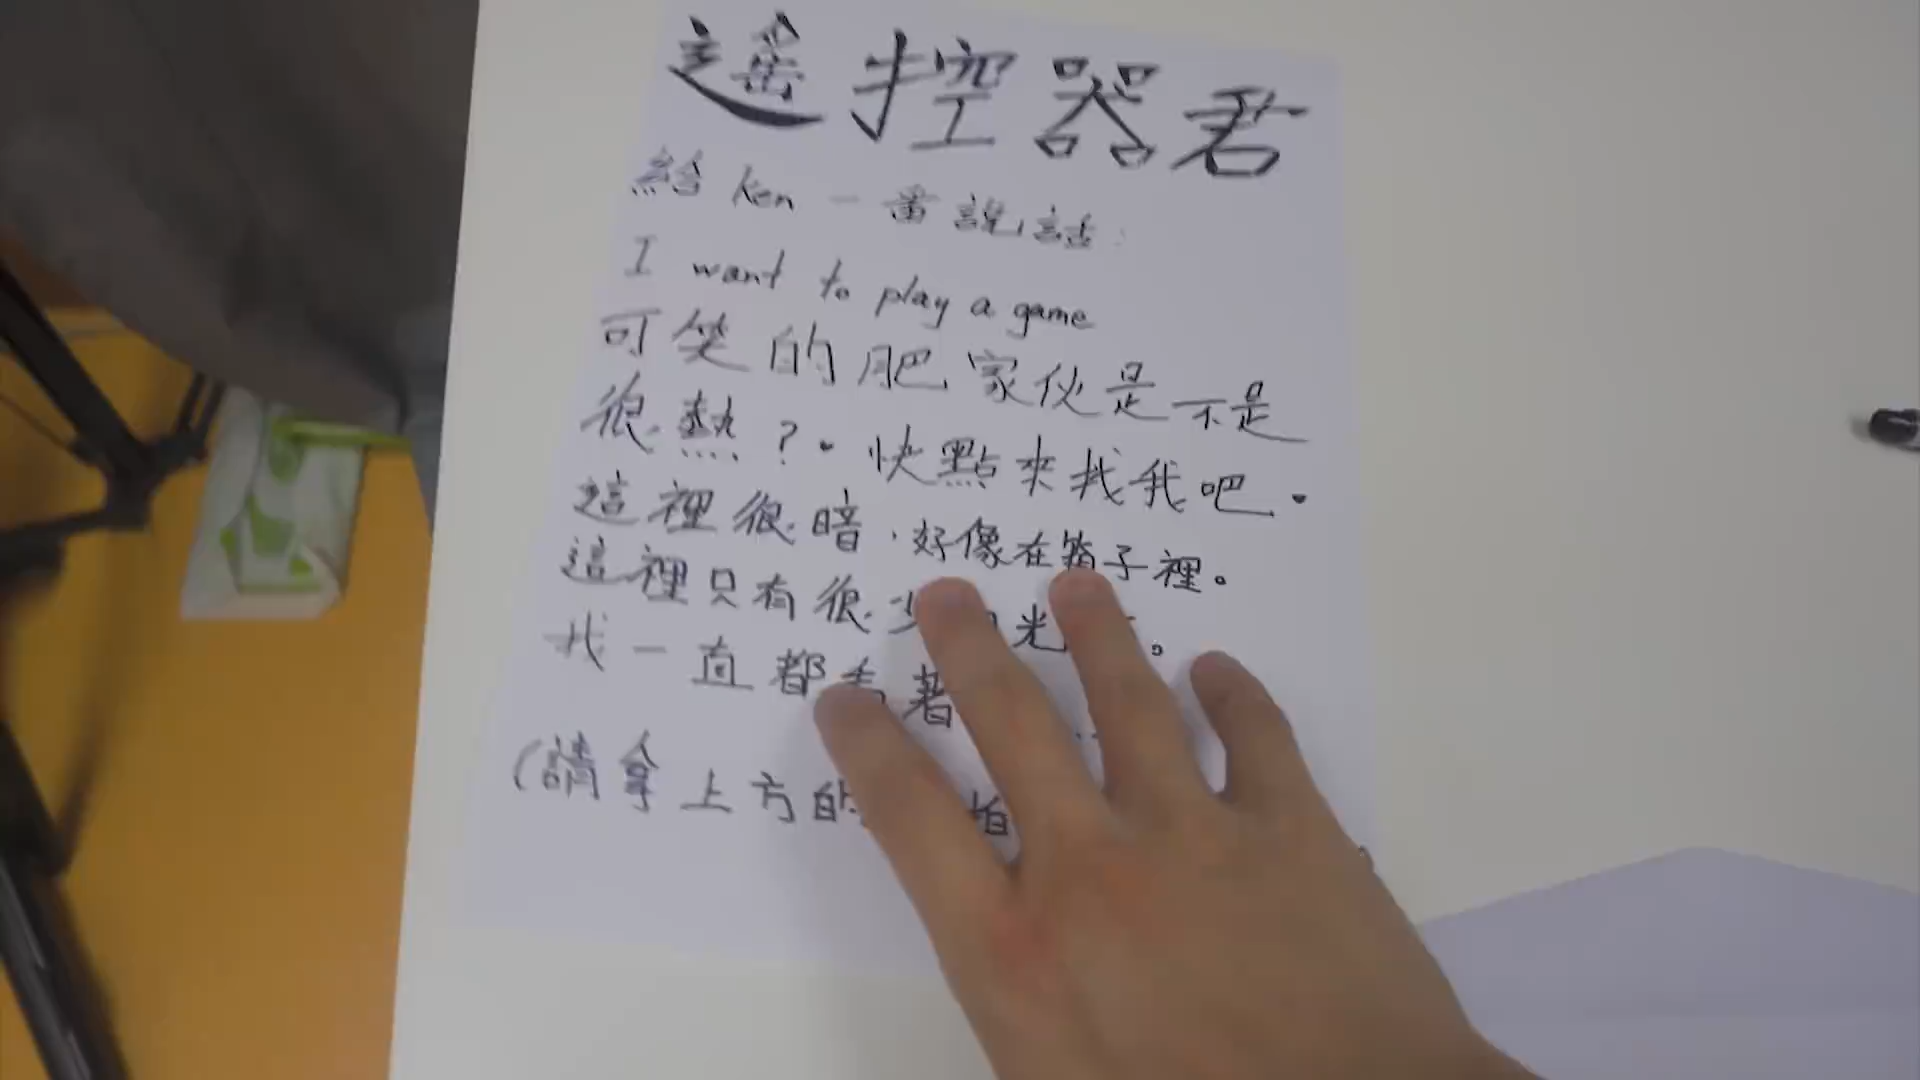 遙控器君
給 Ken 一番說話：
I want to play a game
可笑的肥家伙是不是
很熱？。快點來找我吧。
這裡很暗，好像在箱子裡。
這裡只有很少 光 。
我一直都看著
(請拿上方的